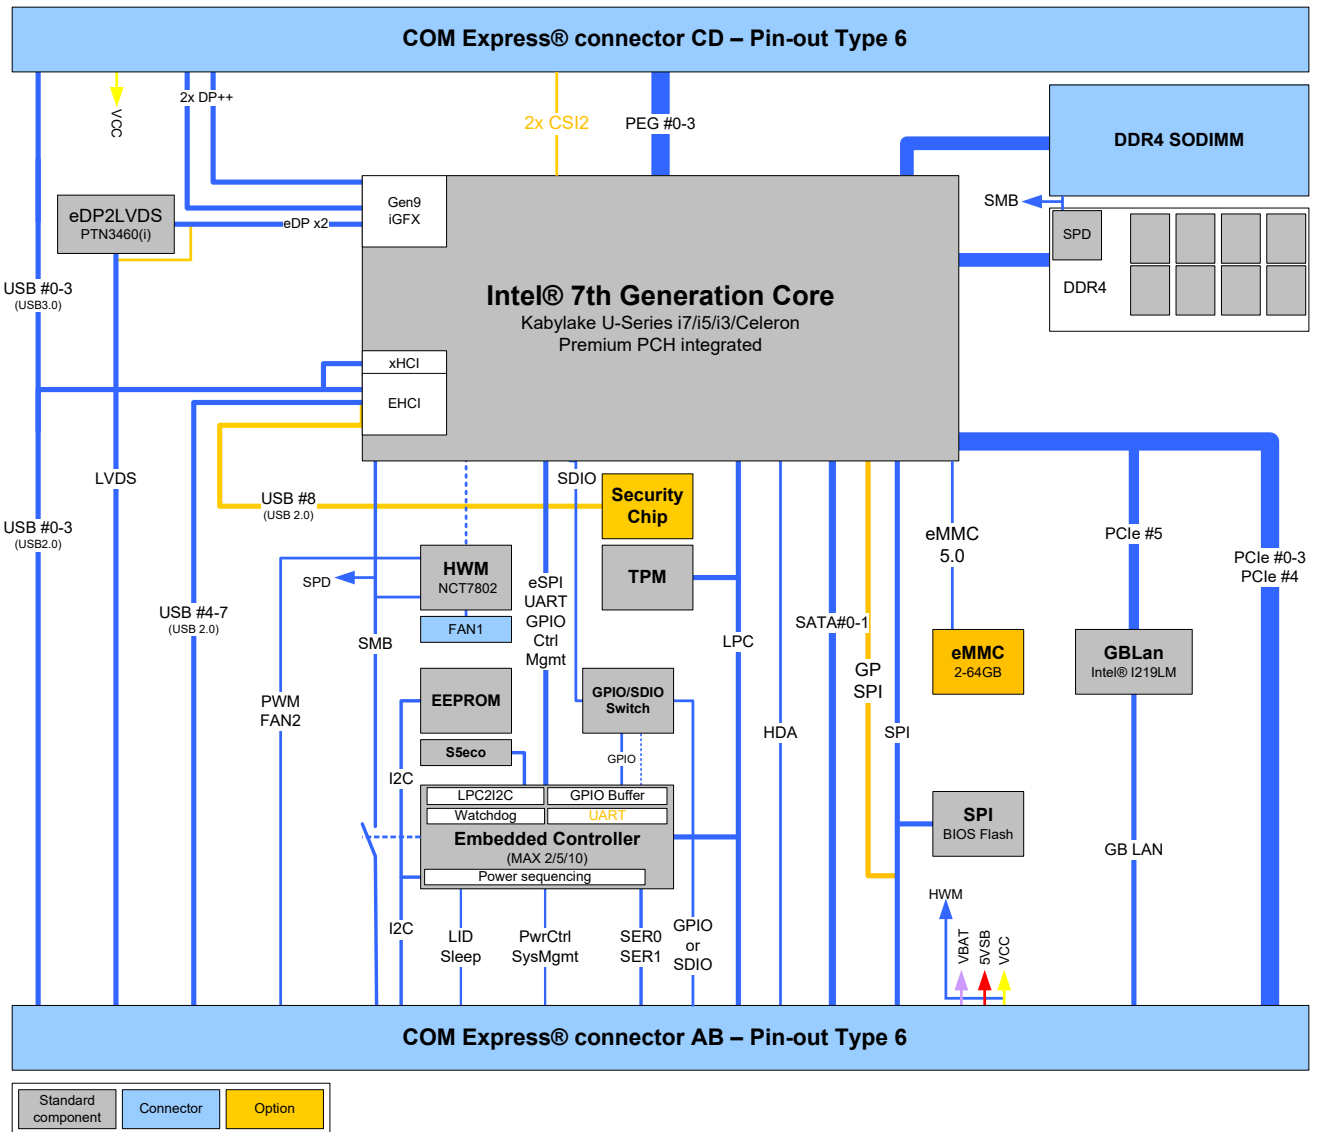 COM Express® connector CD – Pin-out Type 6
2x DP++
VCC
2x CSI2
PEG #0-3
DDR4 SODIMM
SMB
SPD
DDR4
eDP2LVDS
PTN3460(i)
eDP x2
Gen9
iGFX
Intel® 7th Generation Core
Kabylake U-Series i7/i5/i3/Celeron
Premium PCH integrated
USB #0-3
(USB3.0)
xHCI
EHCI
LVDS
USB #8
(USB 2.0)
SDIO
Security
Chip
USB #0-3
(USB2.0)
eMMC
5.0
PCIe #5
PCIe #0-3
PCIe #4
HWM
NCT7802
SPD
FAN1
eSPI
UART
GPIO
Ctrl
Mgmt
TPM
USB #4-7
(USB 2.0)
SMB
LPC
SATA#0-1
GP
SPI
eMMC
2-64GB
GBLan
Intel® I219LM
PWM
FAN2
EEPROM
GPIO/SDIO
Switch
HDA
SPI
S5eco
GPIO
I2C
LPC2I2C
GPIO Buffer
Watchdog
UART
Embedded Controller
(MAX 2/5/10)
Power sequencing
SPI
BIOS Flash
GB LAN
HWM
I2C
LID
Sleep
PwrCtrl
SysMgmt
SER0
SER1
GPIO
or
SDIO
VBAT
5VSB
VCC
COM Express® connector AB – Pin-out Type 6
Standard
component
Connector
Option